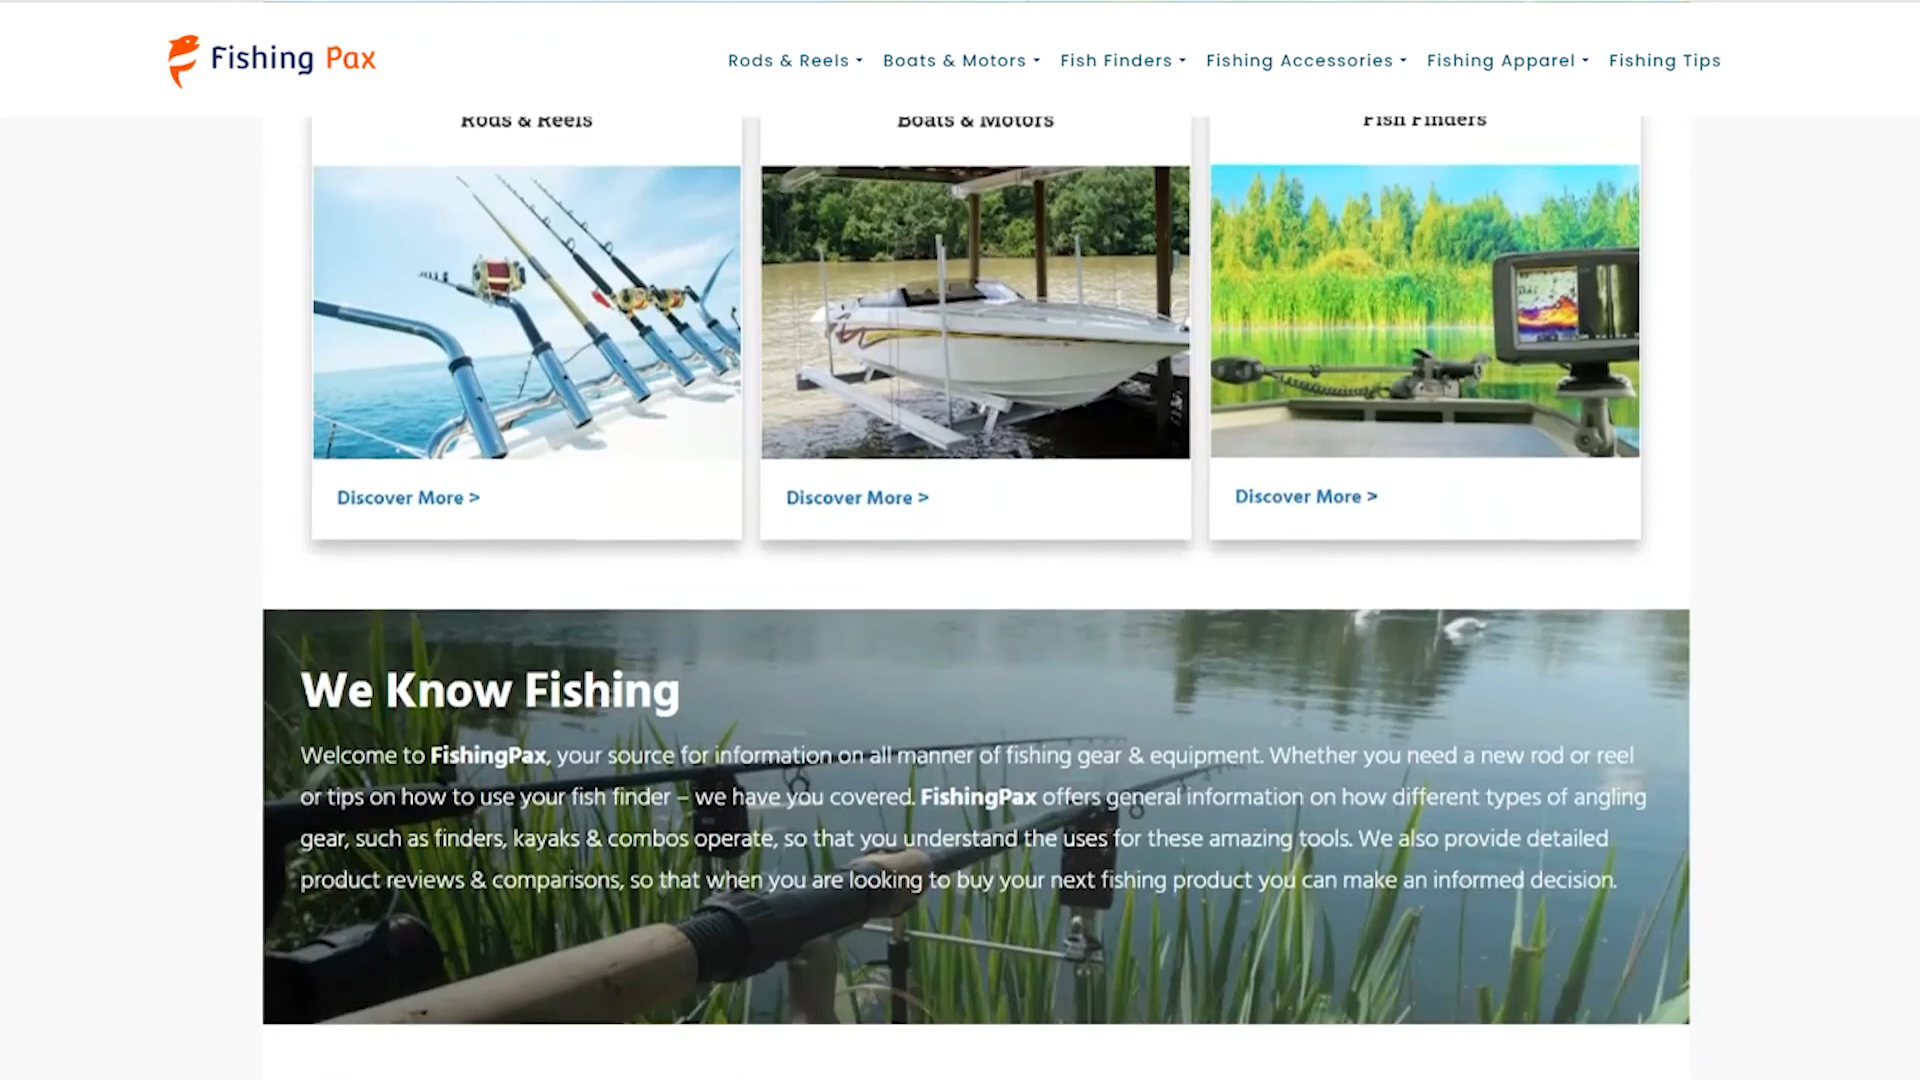 Fishing Pax
Rods & Reels Boats & Motors Fish Finders Fishing Accessories Fishing Apparel Fishing Tips
Rods & Reels Boats & Motors Fish Finders
Discover More > Discover More > Discover More >
We Know Fishing
Welcome to FishingPax, your source for information on all manner of fishing gear & equipment. Whether you need a new rod or reel
or tips on how to use your fish finder – we have you covered. FishingPax offers general information on how different types of angling
gear, such as finders, kayaks & combos operate, so that you understand the uses for these amazing tools. We also provide detailed
product reviews & comparisons, so that when you are looking to buy your next fishing product you can make an informed decision.